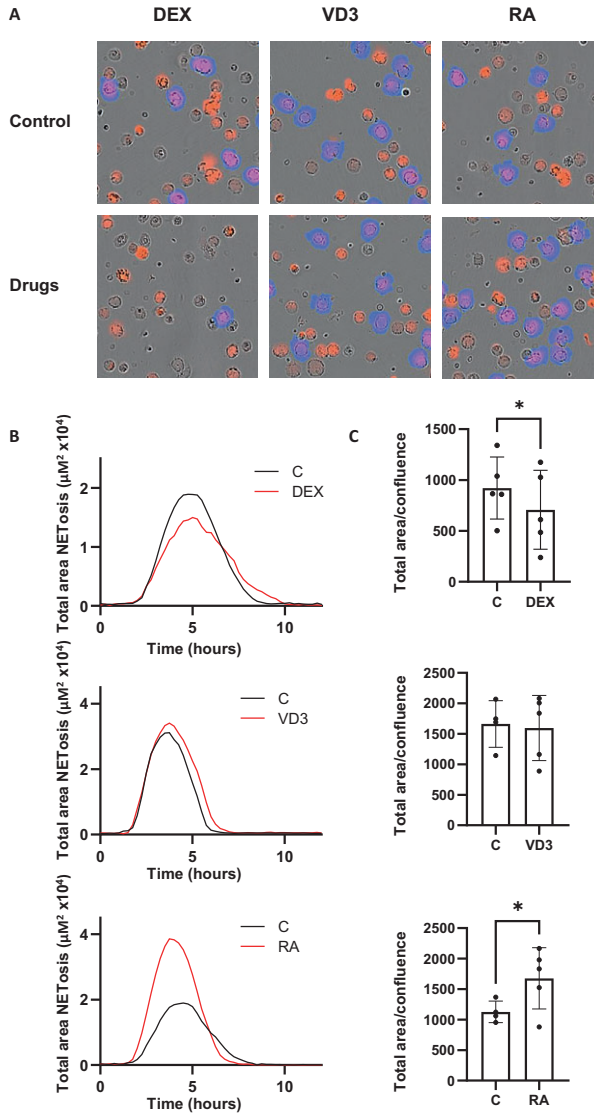 A
DEX VD3 RA
Control
Drugs
B
Total area NETosis (μM² x10⁴)
2
1
0
0 5 10
Time (hours)
C
DEX
C
Total area/confluence
1500
1000
500
0
*
C DEX
Total area NETosis (μM² x10⁴)
4
2
0
0 5 10
Time (hours)
C
VD3
Total area/confluence
2500
2000
1500
1000
500
0
C VD3
Total area NETosis (μM² x10⁴)
4
2
0
0 5 10
Time (hours)
C
RA
Total area/confluence
2500
2000
1500
1000
500
0
*
C RA